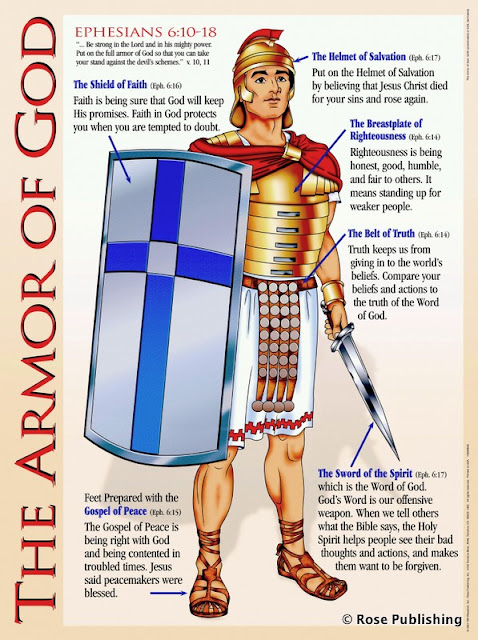 THE ARMOR OF GOD
EPHESIANS 6:10-18
"... Be strong in the Lord and in his mighty power.
Put on the full armor of God so that you can take
your stand against the devil's schemes." v. 10, 11
The Shield of Faith (Eph. 6:16)
Faith is being sure that God will keep
His promises. Faith in God protects
you when you are tempted to doubt.
The Helmet of Salvation (Eph. 6:17)
Put on the Helmet of Salvation
by believing that Jesus Christ died
for your sins and rose again.
The Breastplate of
Righteousness (Eph. 6:14)
Righteousness is being
honest, good, humble,
and fair to others. It
means standing up for
weaker people.
The Belt of Truth (Eph. 6:14)
Truth keeps us from
giving in to the world's
beliefs. Compare your
beliefs and actions to
the truth of the Word
of God.
The Sword of the Spirit (Eph. 6:17)
which is the Word of God.
God's Word is our offensive
weapon. When we tell others
what the Bible says, the Holy
Spirit helps people see their bad
thoughts and actions, and makes
them want to be forgiven.
Feet Prepared with the
Gospel of Peace (Eph. 6:15)
The Gospel of Peace is
being right with God
and being contented in
troubled times. Jesus
said peacemakers were
blessed.
© Rose Publishing